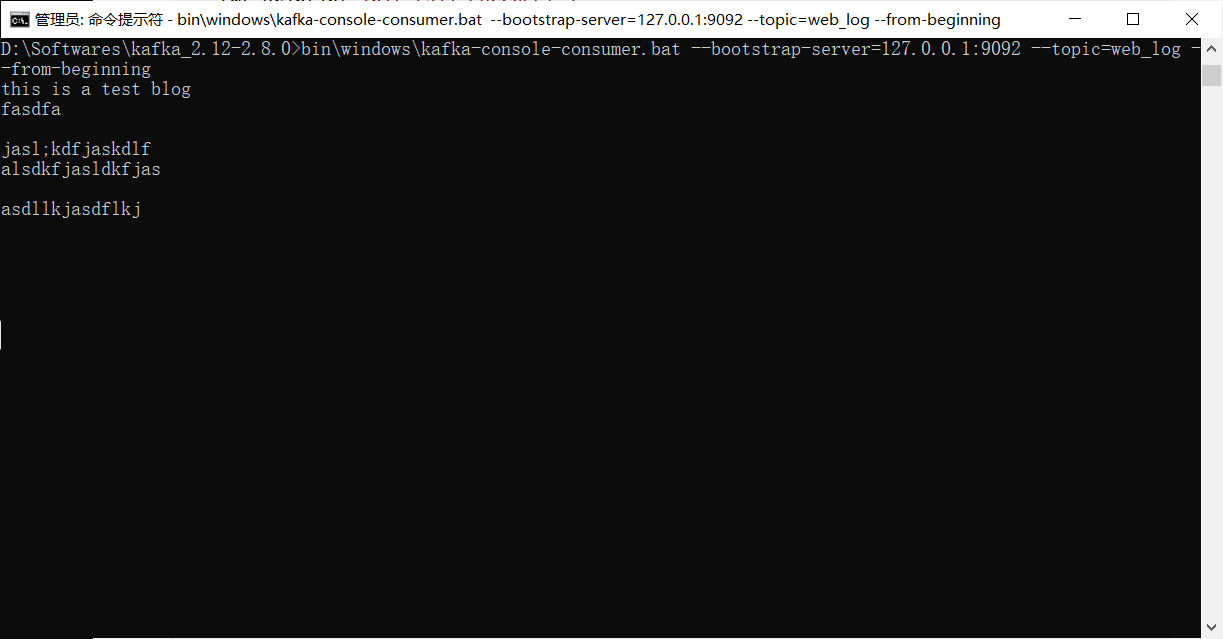 管理员: 命令提示符 - bin\windows\kafka-console-consumer.bat --bootstrap-server=127.0.0.1:9092 --topic=web_log --from-beginning
D:\Softwares\kafka_2.12-2.8.0>bin\windows\kafka-console-consumer.bat --bootstrap-server=127.0.0.1:9092 --topic=web_log -
-from-beginning
this is a test blog
fasdfa
jasl;kdfjaskdlf
alsdkfjasldkfjas
asdllkjasdflkj